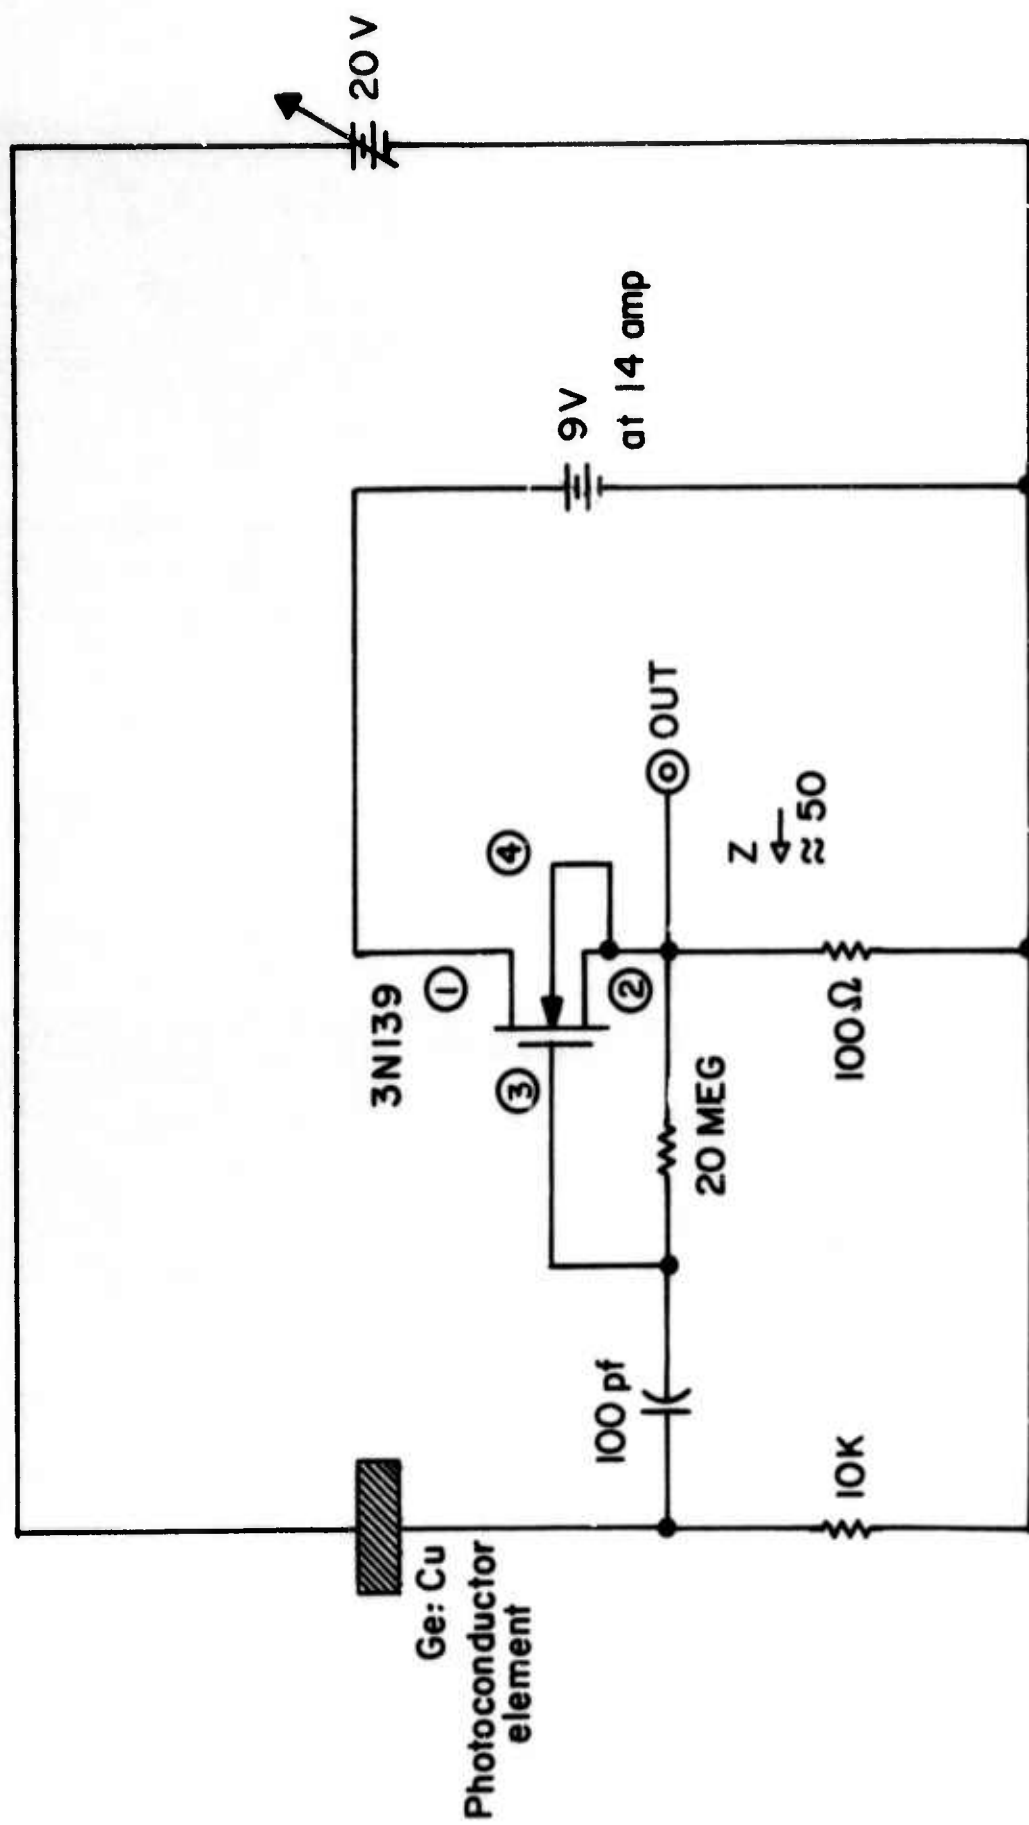 20 V
9V
at 14 amp
3N139
①
④
③
②
OUT
Z
≈ 50
20 MEG
100Ω
100 pf
10K
Ge: Cu
Photoconductor
element